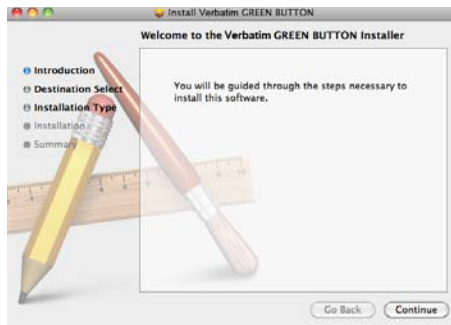 Install Verbatim GREEN BUTTON
Welcome to the Verbatim GREEN BUTTON Installer
Introduction
Destination Select
Installation Type
Installation
Summary
You will be guided through the steps necessary to
install this software.
Go Back
Continue